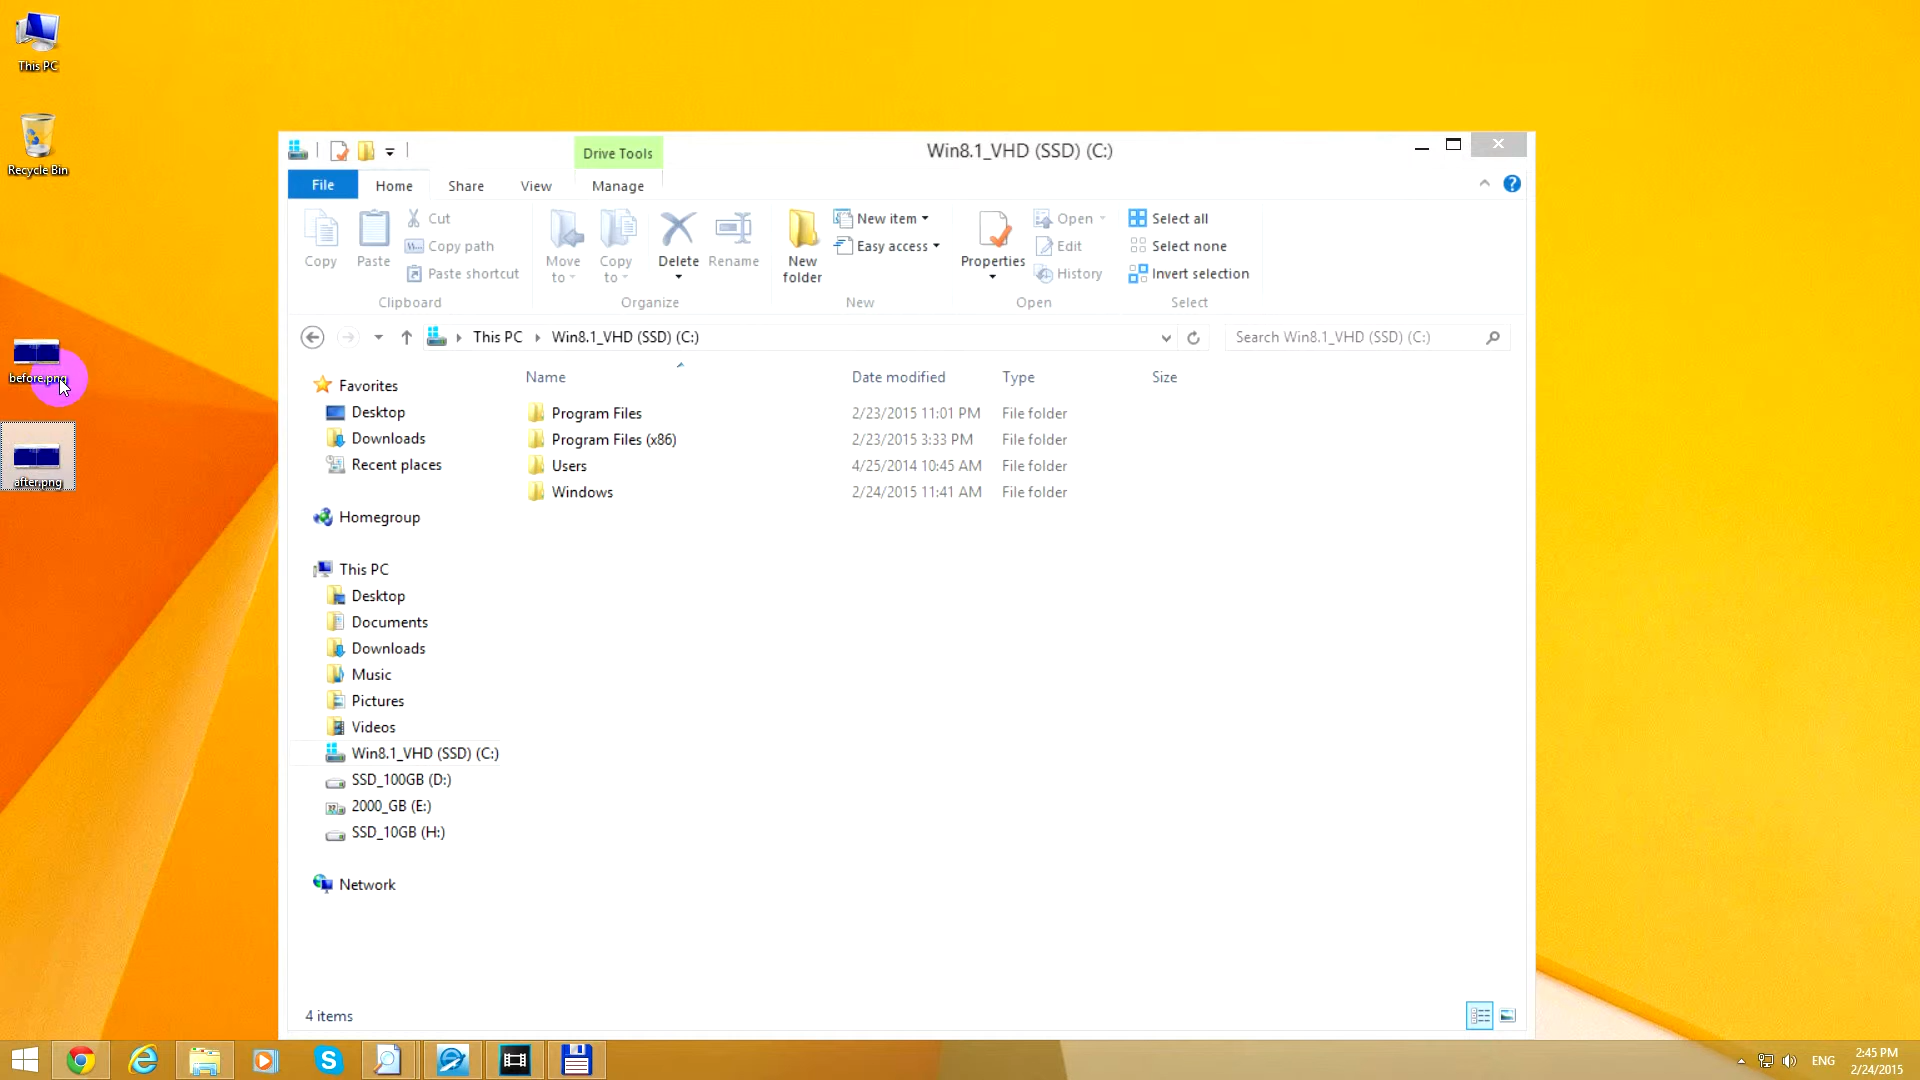 This PC
Recycle Bin
before.png
after.png
Drive Tools
Win8.1_VHD (SSD) (C:)
File
Home
Share
View
Manage
Copy
Paste
Cut
Copy path
Paste shortcut
Clipboard
Move to
Copy to
Delete
Rename
Organize
New folder
New item
Easy access
New
Properties
Open
Edit
History
Open
Select all
Select none
Invert selection
Select
This PC
Win8.1_VHD (SSD) (C:)
Search Win8.1_VHD (SSD) (C:)
Favorites
Desktop
Downloads
Recent places
Homegroup
This PC
Desktop
Documents
Downloads
Music
Pictures
Videos
Win8.1_VHD (SSD) (C:)
SSD_100GB (D:)
2000_GB (E:)
SSD_10GB (H:)
Network
Name Date modified Type Size
Program Files 2/23/2015 11:01 PM File folder
Program Files (x86) 2/23/2015 3:33 PM File folder
Users 4/25/2014 10:45 AM File folder
Windows 2/24/2015 11:41 AM File folder
4 items
ENG
2:45 PM
2/24/2015